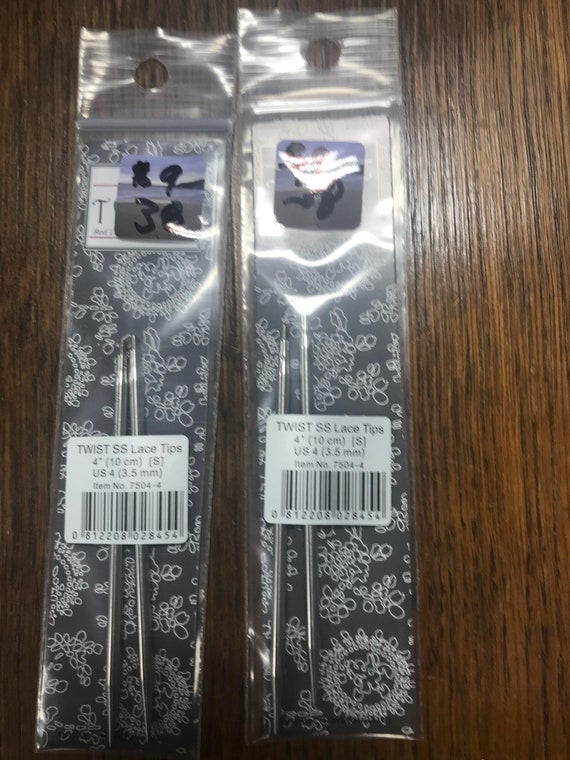 $9
38
T
Red L
TWIST SS Lace Tips
4" (10 cm) [S]
US 4 (3.5 mm)
Item No. 7504-4
0 812208 028454
38
TWIST SS Lace Tips
4" (10 cm) [S]
US 4 (3.5 mm)
Item No. 7504-4
0 812208 028454